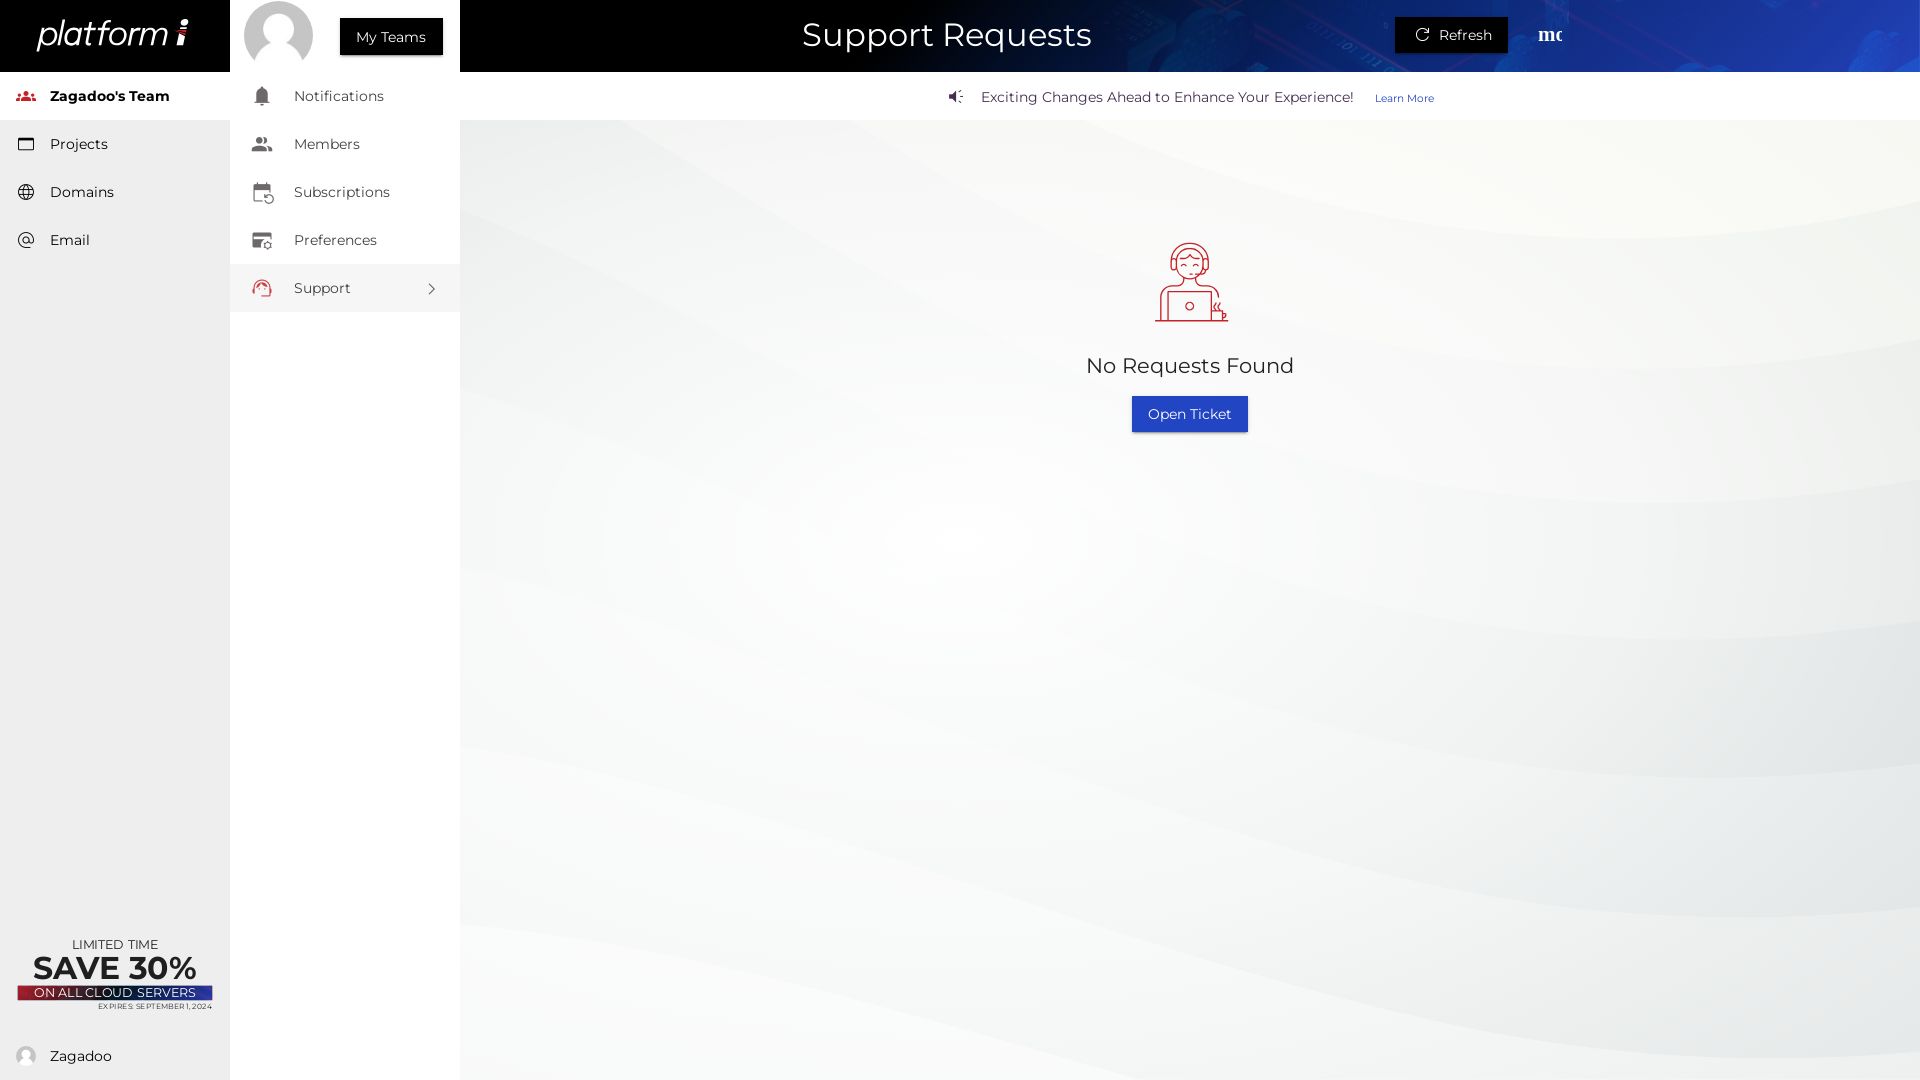 platform i
My Teams
Support Requests
Refresh
Zagadoo's Team
Projects
Domains
Email
Notifications
Members
Subscriptions
Preferences
Support
Exciting Changes Ahead to Enhance Your Experience! Learn More
No Requests Found
Open Ticket
LIMITED TIME
SAVE 30%
ON ALL CLOUD SERVERS
EXPIRES: SEPTEMBER 1, 2024
Zagadoo